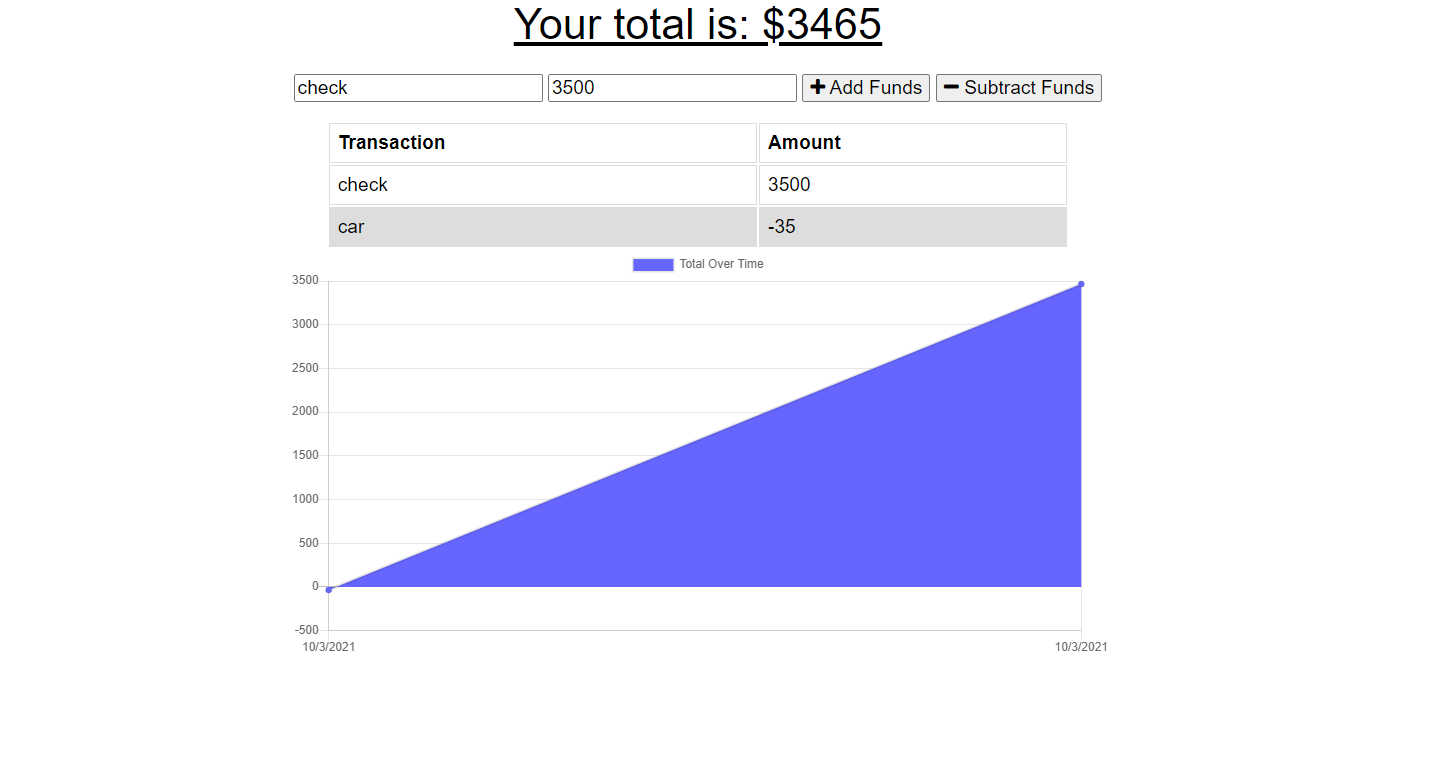 Your total is: $3465
check 3500 Add Funds Subtract Funds
Transaction Amount
check 3500
car -35
Total Over Time
3500
3000
2500
2000
1500
1000
500
0
-500
10/3/2021 10/3/2021